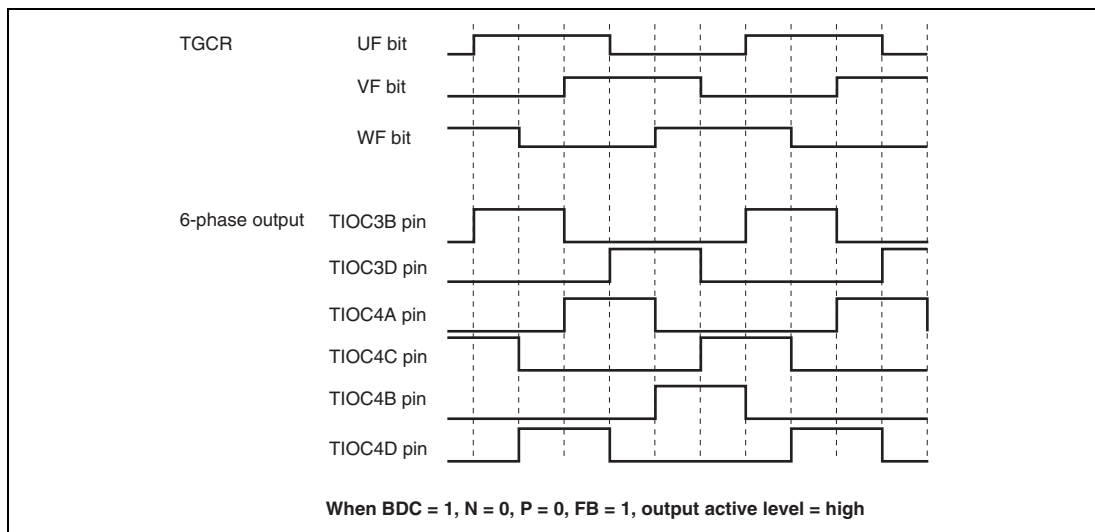 TGCR UF bit
VF bit
WF bit
6-phase output TIOC3B pin
TIOC3D pin
TIOC4A pin
TIOC4C pin
TIOC4B pin
TIOC4D pin
When BDC = 1, N = 0, P = 0, FB = 1, output active level = high